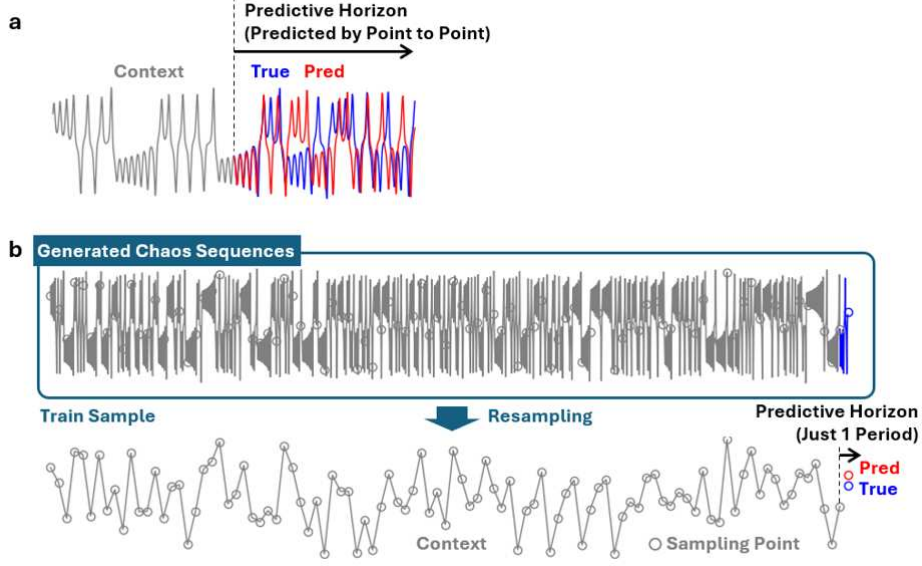 a
Predictive Horizon
(Predicted by Point to Point)
Context
True Pred
b
Generated Chaos Sequences
Train Sample
Resampling
Predictive Horizon
(Just 1 Period)
Pred
True
Context
Sampling Point